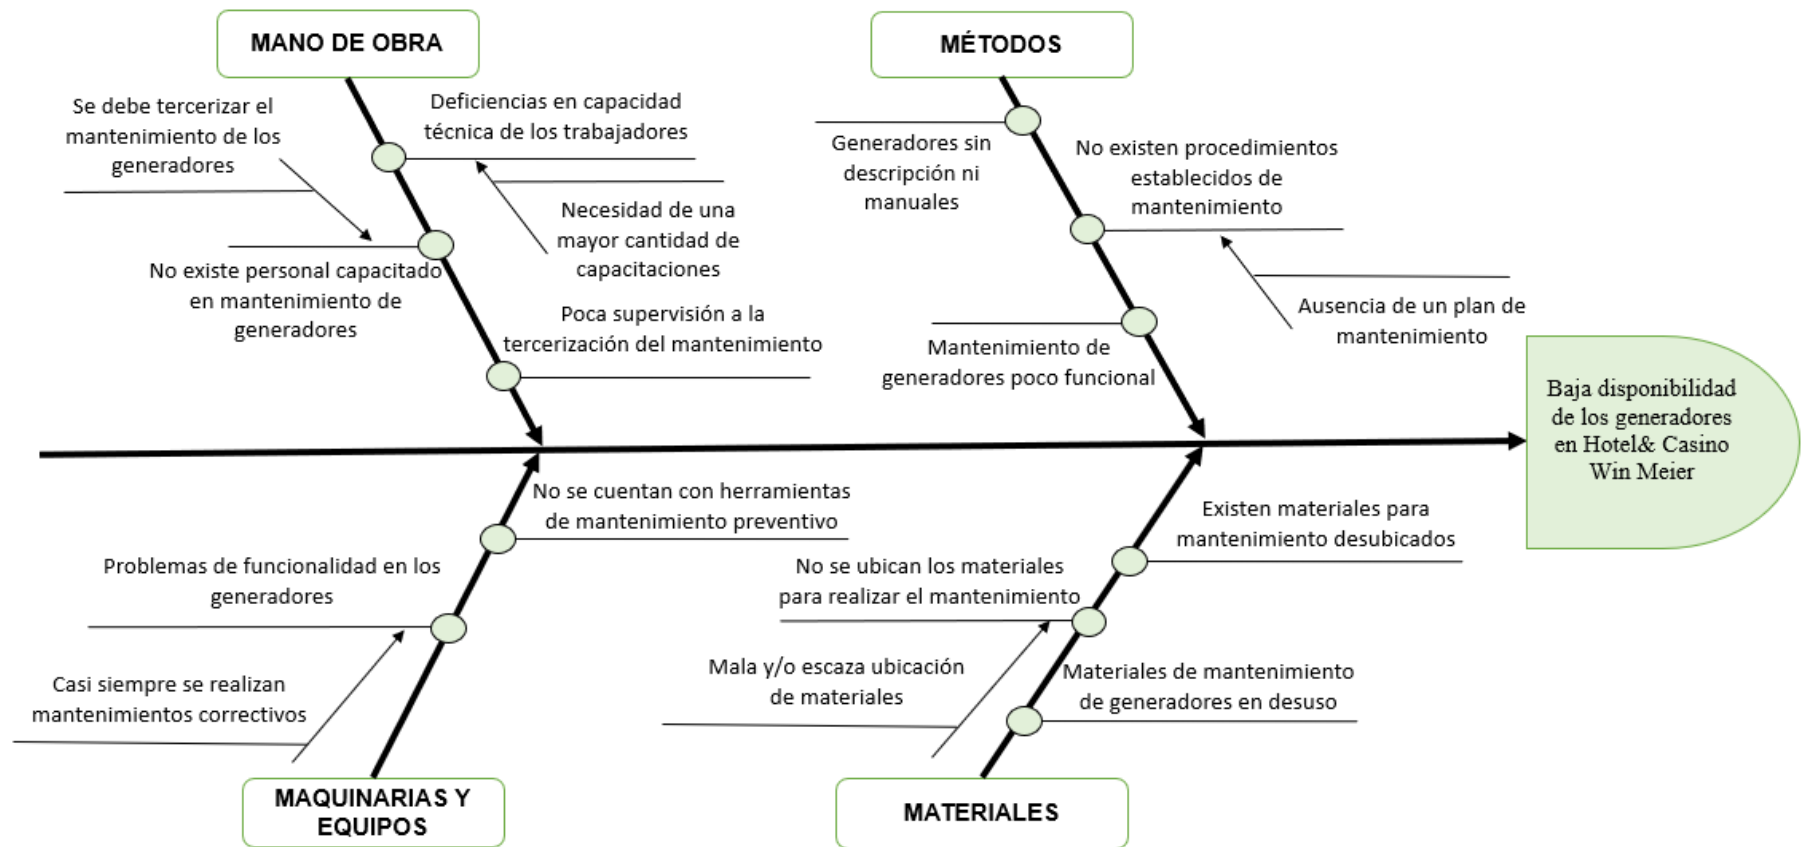 MANO DE OBRA
Se debe tercerizar el
mantenimiento de los
generadores
Deficiencias en capacidad
técnica de los trabajadores
Necesidad de una
mayor cantidad de
capacitaciones
No existe personal capacitado
en mantenimiento de
generadores
Poca supervisión a la
tercerización del mantenimiento
MÉTODOS
Generadores sin
descripción ni
manuales
No existen procedimientos
establecidos de
mantenimiento
Ausencia de un plan de
mantenimiento
Mantenimiento de
generadores poco funcional
Baja disponibilidad
de los generadores
en Hotel& Casino
Win Meier
No se cuentan con herramientas
de mantenimiento preventivo
Problemas de funcionalidad en los
generadores
Casi siempre se realizan
mantenimientos correctivos
MAQUINARIAS Y
EQUIPOS
Existen materiales para
mantenimiento desubicados
No se ubican los materiales
para realizar el mantenimiento
Mala y/o escaza ubicación
de materiales
Materiales de mantenimiento
de generadores en desuso
MATERIALES